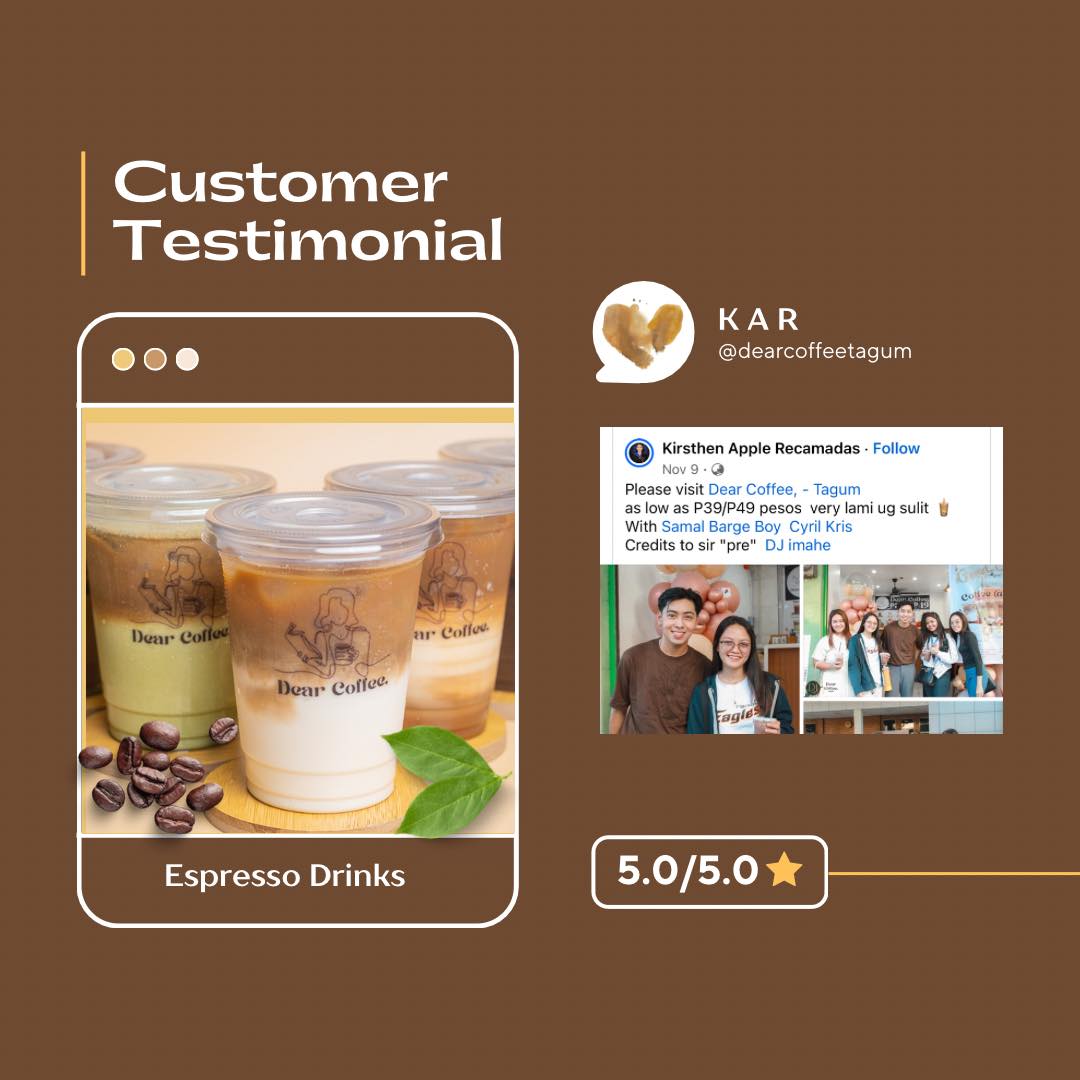 Customer
Testimonial
KAR
@dearcoffeetagum
Kirsthen Apple Recamadas · Follow
Nov 9 ·
Please visit Dear Coffee, - Tagum
as low as P39/P49 pesos very lami ug sulit
With Samal Barge Boy Cyril Kris
Credits to sir "pre" DJ imahe
Dear Coffee.
Dear Coffee.
ar Coffee.
Eagles
Espresso Drinks
5.0/5.0